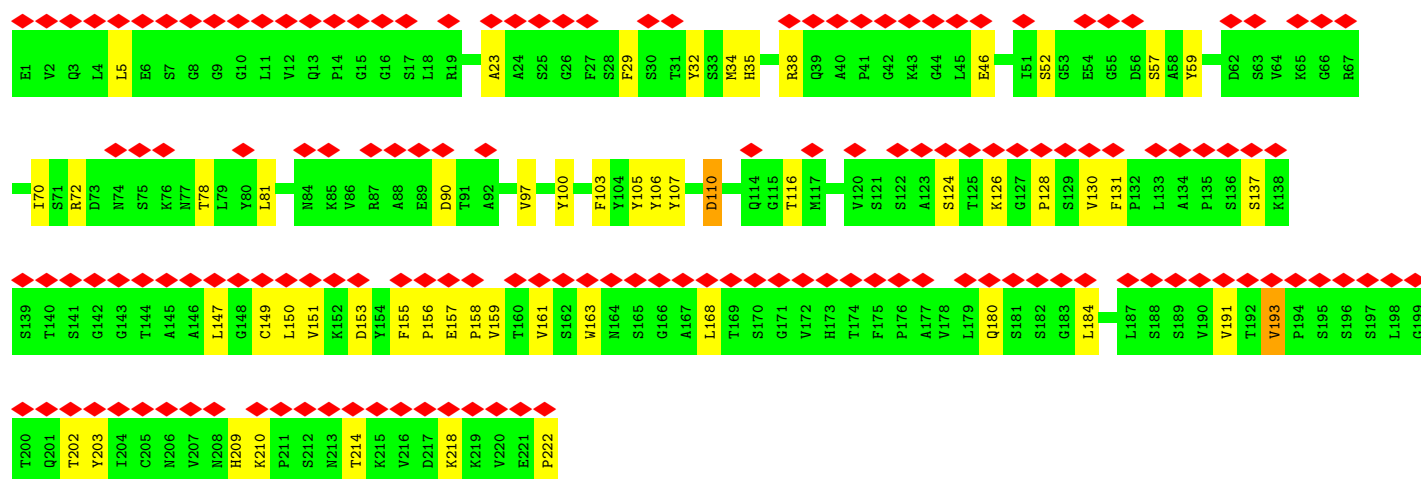 E1 V2 Q3 L4 L5 E6 S7 G8 G9 G10 L11 V12 Q13 P14 G15 G16 S17 L18 R19 A23 A24 S25 G26 F27 S28 F29 S30 T31 Y32 S33 M34 H35 R38 Q39 A40 P41 G42 K43 G44 L45 E46 I51 S52 G53 E54 G55 D56 S57 A58 Y59 D62 S63 V64 K65 G66 R67
I70 S71 R72 D73 N74 S75 K76 N77 T78 L79 Y80 L81 N84 K85 V86 R87 A88 E89 D90 T91 A92 V97 Y100 F103 Y104 Y105 Y106 Y107 D110 Q114 G115 T116 M117 V120 S121 S122 A123 S124 T125 K126 G127 P128 S129 V130 F131 P132 L133 A134 P135 S136 S137 K138
S139 T140 S141 G142 G143 T144 A145 A146 L147 G148 C149 L150 V151 K152 D153 Y154 F155 P156 E157 P158 V159 T160 V161 S162 W163 N164 S165 G166 A167 L168 T169 S170 G171 V172 H173 T174 F175 P176 A177 V178 L179 Q180 S181 S182 G183 L184 L187 S188 S189 V190 V191 T192 V193 P194 S195 S196 S197 L198 G199
T200 Q201 T202 Y203 I204 C205 N206 V207 N208 H209 K210 P211 S212 N213 T214 K215 V216 D217 K218 K219 V220 E221 P222